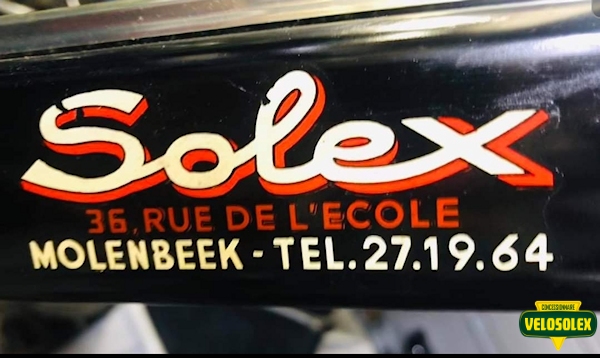 Solex
36, RUE DE L'ECOLE
MOLENBEEK - TEL. 27.19.64
CONCESSIONNAIRE
VELOSOLEX